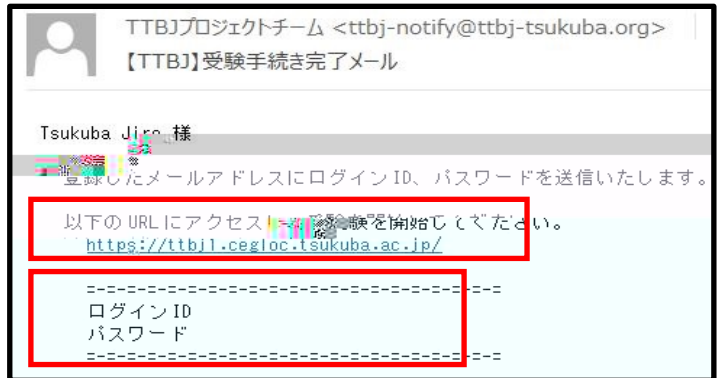 TTBJプロジェクトチーム <ttbj-notify@ttbj-tsukuba.org>
【TTBJ】受験手続き完了メール
Tsukuba Jiro 様
登録したメールアドレスにログインID、パスワードを送信いたします。
以下のURLにアクセスし 験を開始してください。
https://ttbj1.cegloc.tsukuba.ac.jp/
=-=-=-=-=-=-=-=-=-=-=-=-=-=-=-=-=-=-=-=-=
ログインID
パスワード
=-=-=-=-=-=-=-=-=-=-=-=-=-=-=-=-=-=-=-=-=